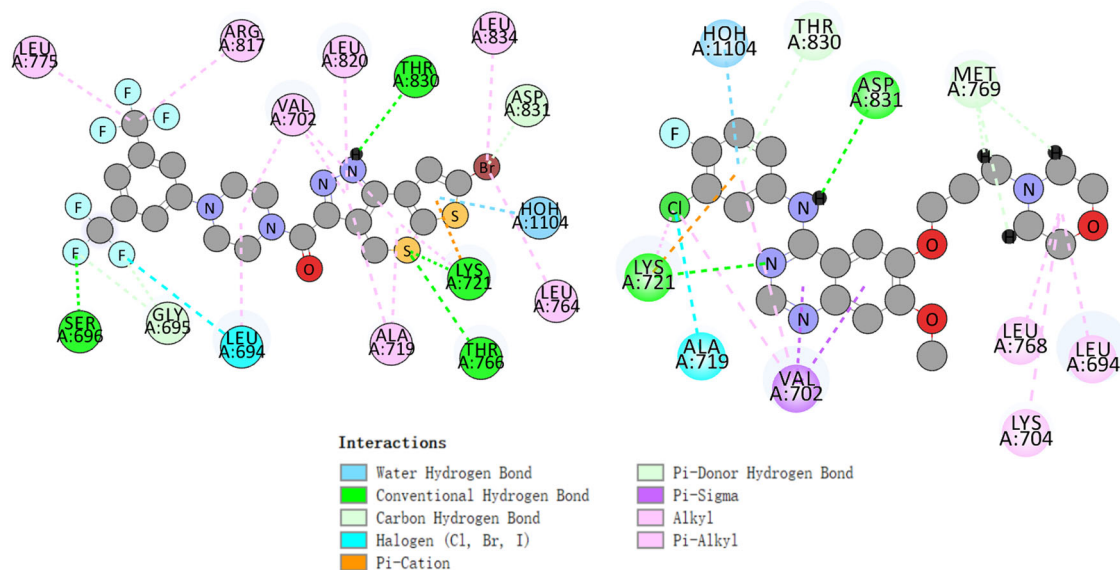 LEU
A:775
ARG
A:817
LEU
A:820
LEU
A:834
THR
A:830
ASP
A:831
VAL
A:702
F
F
F
H
N
N
Br
F
N
N
S
HOH
A:1104
F
F
O
S
LYS
A:721
LEU
A:764
SER
A:696
GLY
A:695
LEU
A:694
ALA
A:719
THR
A:766
HOH
A:1104
THR
A:830
MET
A:769
ASP
A:831
F
H
H
Cl
N
H
N
O
H
O
LYS
A:721
N
N
O
ALA
A:719
VAL
A:702
LEU
A:768
LEU
A:694
LYS
A:704
Interactions
Water Hydrogen Bond
Conventional Hydrogen Bond
Carbon Hydrogen Bond
Halogen (Cl, Br, I)
Pi-Cation
Pi-Donor Hydrogen Bond
Pi-Sigma
Alkyl
Pi-Alkyl